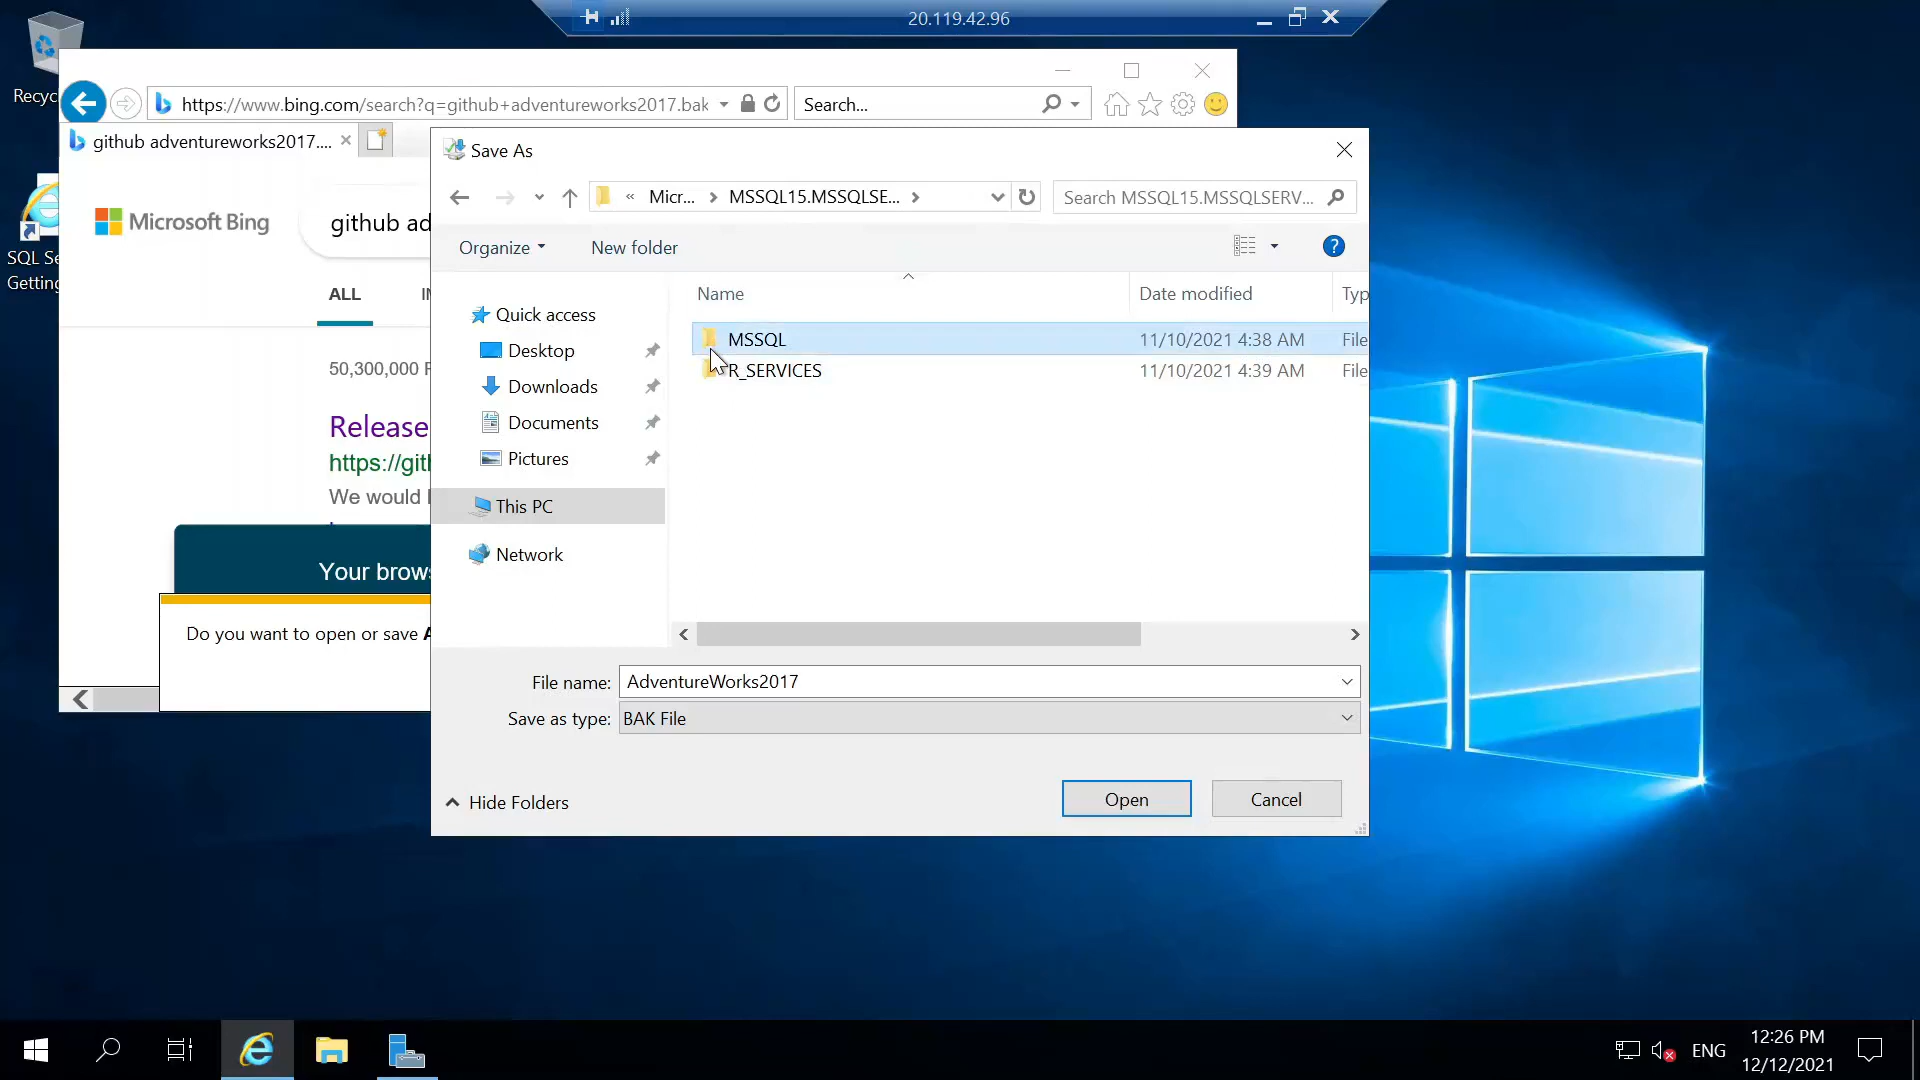 20.119.42.96
Recyc
https://www.bing.com/search?q=github+adventureworks2017.bak
Search...
github adventureworks2017....
Microsoft Bing
github ad
SQL Se
Getting
ALL
50,300,000
Release
https://git
We would
Your brow
Do you want to open or save
Save As
« Micr... > MSSQL15.MSSQLSE... >
Search MSSQL15.MSSQLSERV...
Organize
New folder
Name
Date modified
Typ
Quick access
Desktop
Downloads
Documents
Pictures
This PC
Network
MSSQL 11/10/2021 4:38 AM File
R_SERVICES 11/10/2021 4:39 AM File
File name: AdventureWorks2017
Save as type: BAK File
Hide Folders
Open
Cancel
ENG
12:26 PM
12/12/2021